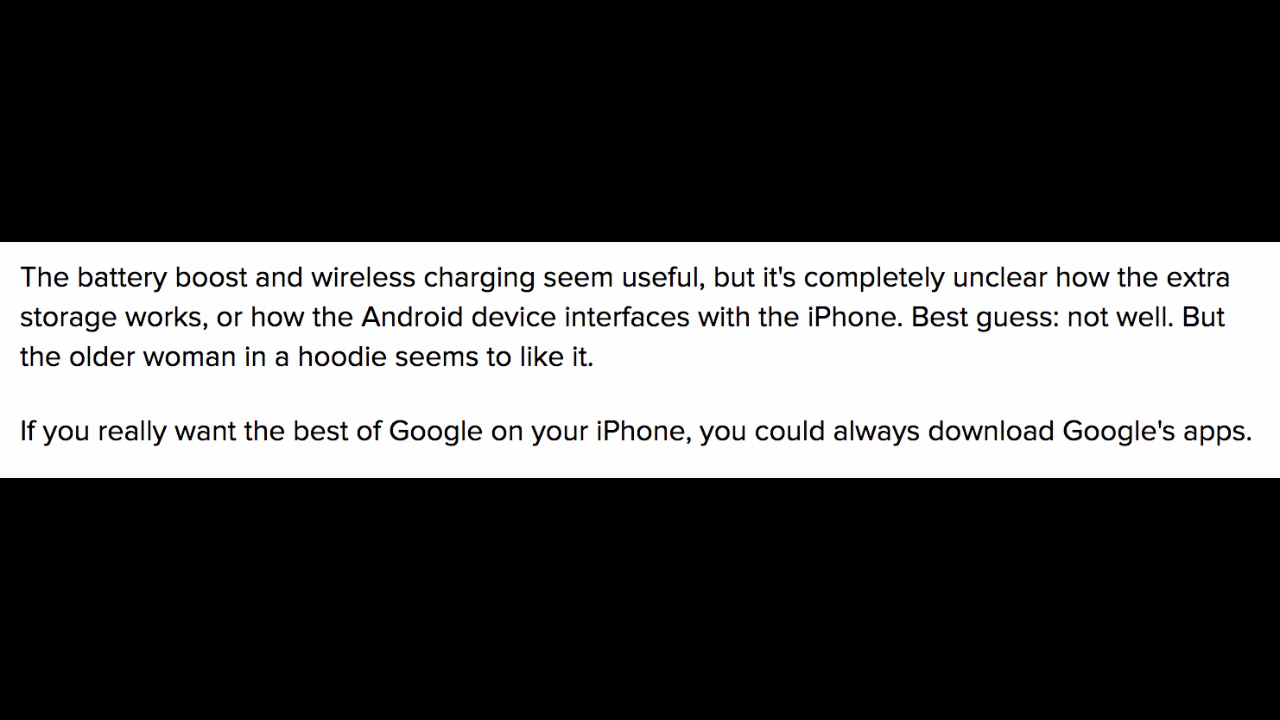 The battery boost and wireless charging seem useful, but it's completely unclear how the extra
storage works, or how the Android device interfaces with the iPhone. Best guess: not well. But
the older woman in a hoodie seems to like it.
If you really want the best of Google on your iPhone, you could always download Google's apps.